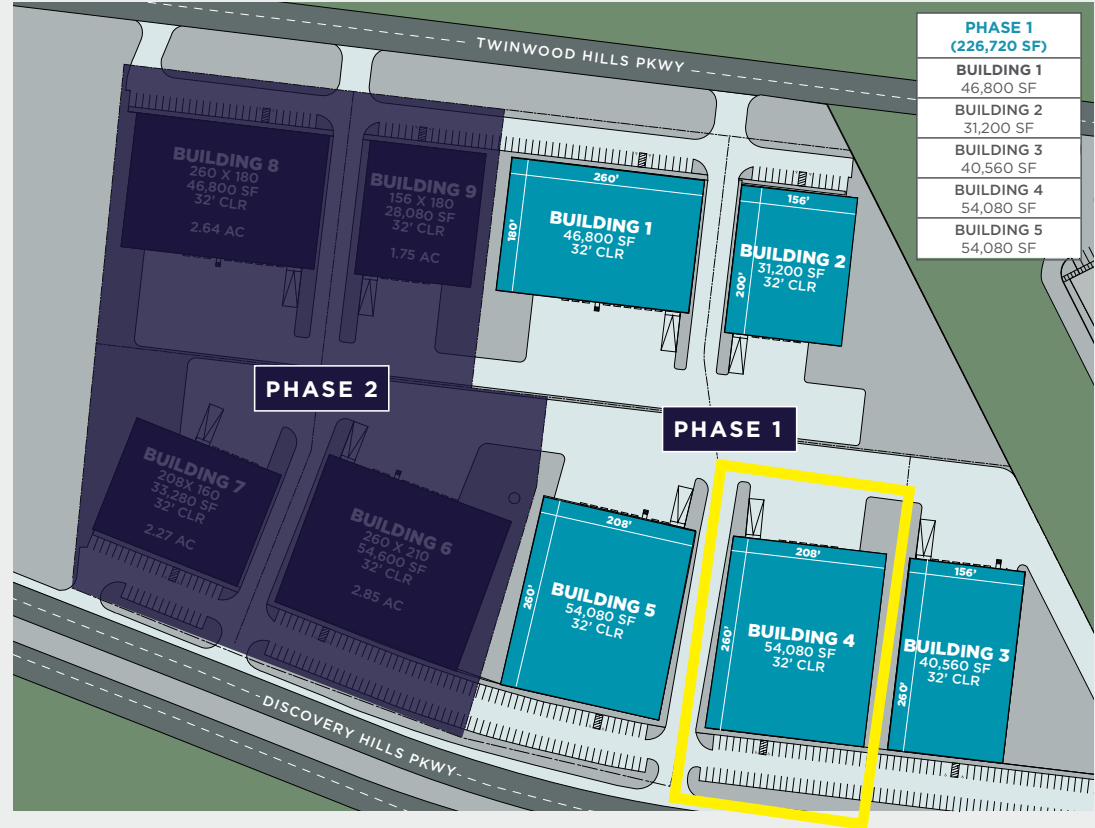 TWINWOOD HILLS PKWY
PHASE 1
(226,720 SF)
BUILDING 1
46,800 SF
BUILDING 2
31,200 SF
BUILDING 3
40,560 SF
BUILDING 4
54,080 SF
BUILDING 5
54,080 SF
BUILDING 8
260 X 180
46,800 SF
32' CLR
2.64 AC
BUILDING 9
156 X 180
28,080 SF
32' CLR
1.75 AC
260'
180'
BUILDING 1
46,800 SF
32' CLR
156'
200'
BUILDING 2
31,200 SF
32' CLR
PHASE 2
PHASE 1
BUILDING 7
208X 160
33,280 SF
32' CLR
2.27 AC
BUILDING 6
260 X 210
54,600 SF
32' CLR
2.85 AC
208'
260'
BUILDING 5
54,080 SF
32' CLR
208'
260'
BUILDING 4
54,080 SF
32' CLR
156'
260'
BUILDING 3
40,560 SF
32' CLR
DISCOVERY HILLS PKWY